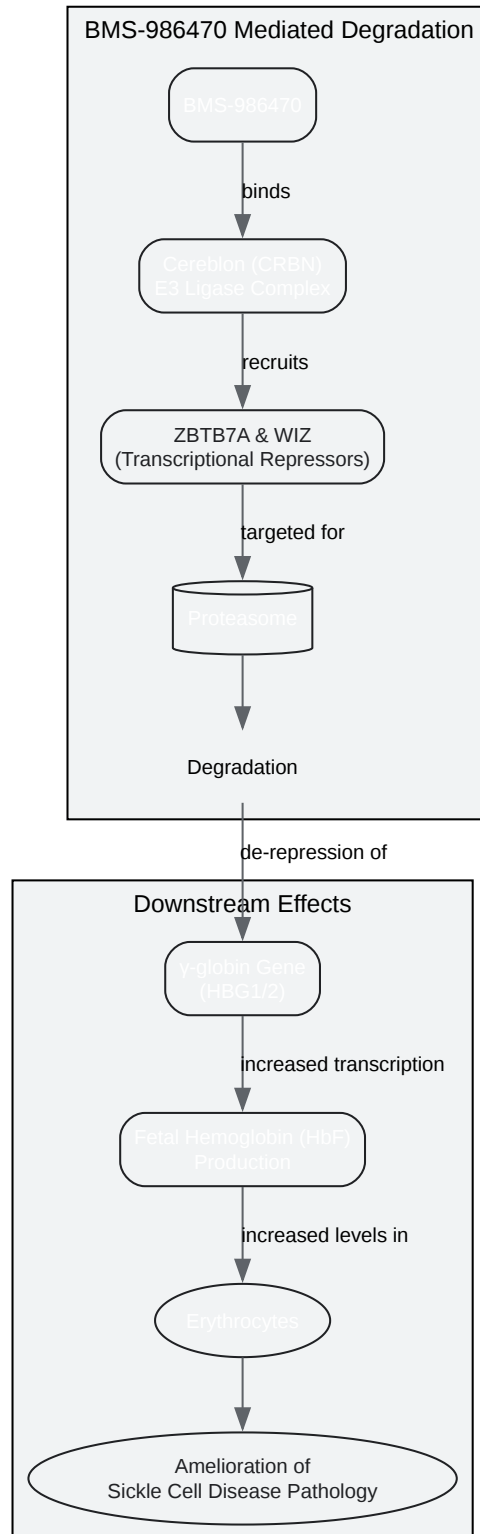 BMS-986470 Mediated Degradation
BMS-986470
binds
Cereblon (CRBN)
E3 Ligase Complex
recruits
ZBTB7A & WIZ
(Transcriptional Repressors)
targeted for
Proteasome
Degradation
de-repression of
Downstream Effects
γ-globin Gene
(HBG1/2)
increased transcription
Fetal Hemoglobin (HbF)
Production
increased levels in
Erythrocytes
Amelioration of
Sickle Cell Disease Pathology